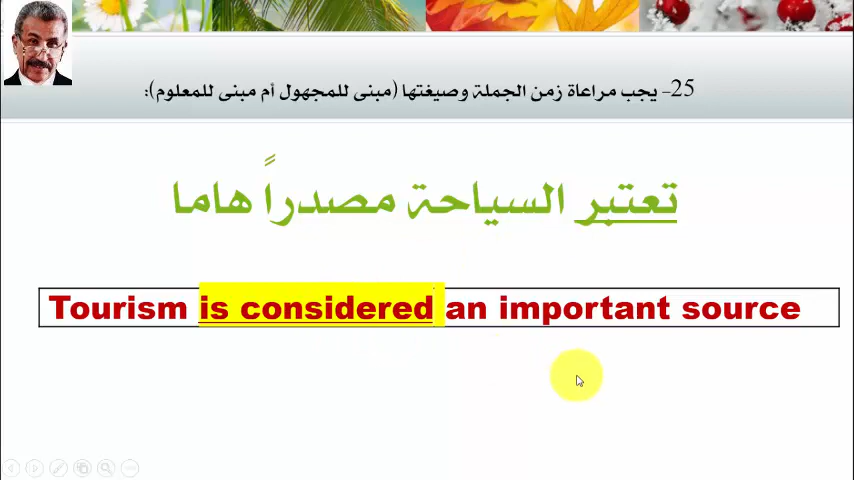 25- يجب مراعاة زمن الجملة وصيغتها (مبنى للمجهول أم مبنى للمعلوم):
تعتبر السياحة مصدراً هاما
Tourism is considered an important source